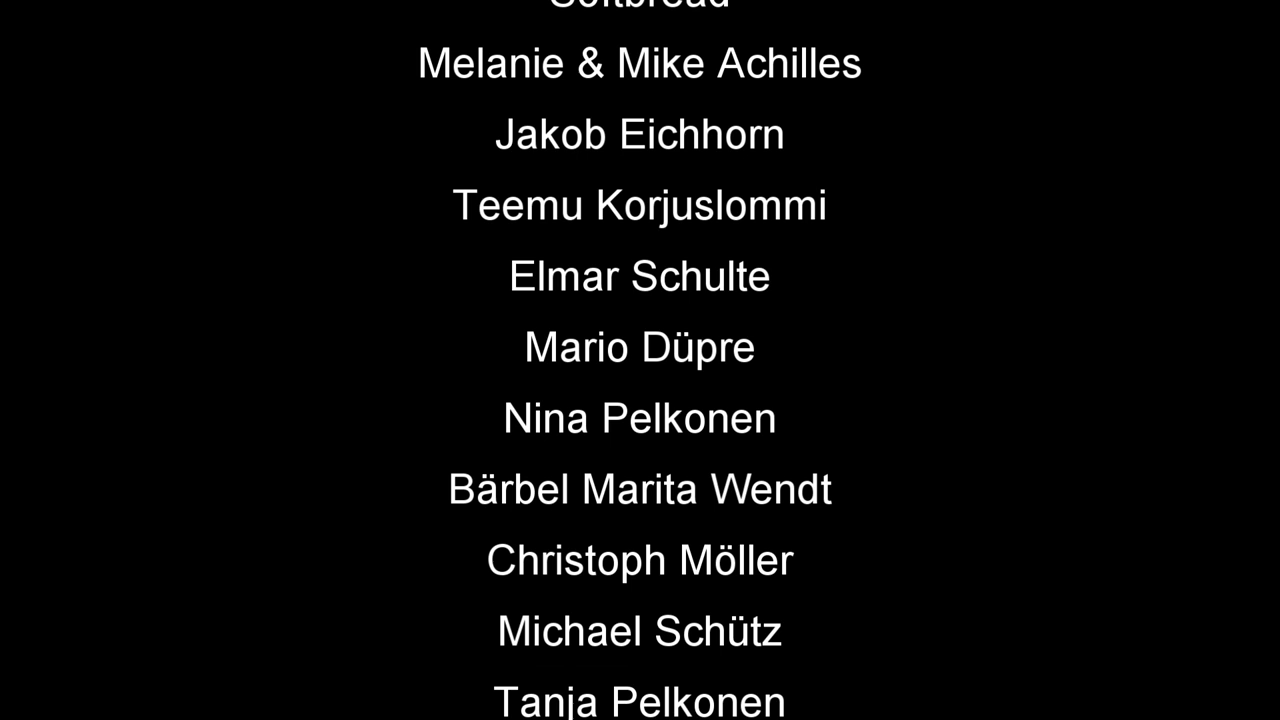 Softbread
Melanie & Mike Achilles
Jakob Eichhorn
Teemu Korjuslommi
Elmar Schulte
Mario Düpre
Nina Pelkonen
Bärbel Marita Wendt
Christoph Möller
Michael Schütz
Tanja Pelkonen